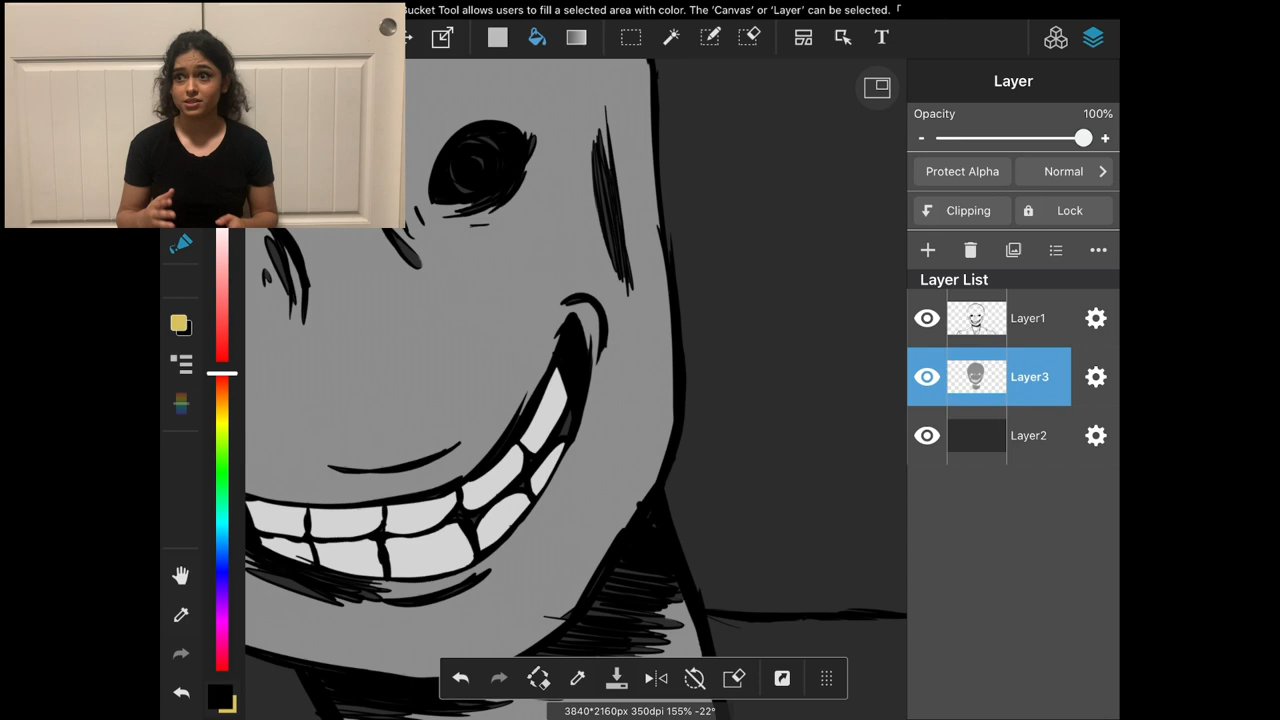 ucket Tool allows users to fill a selected area with color. The ‘Canvas’ or ‘Layer’ can be selected. 「
T
Layer
Opacity 100%
- +
Protect Alpha Normal
Clipping Lock
Layer List
Layer1
Layer3
Layer2
3840*2160px 350dpi 155% -22°